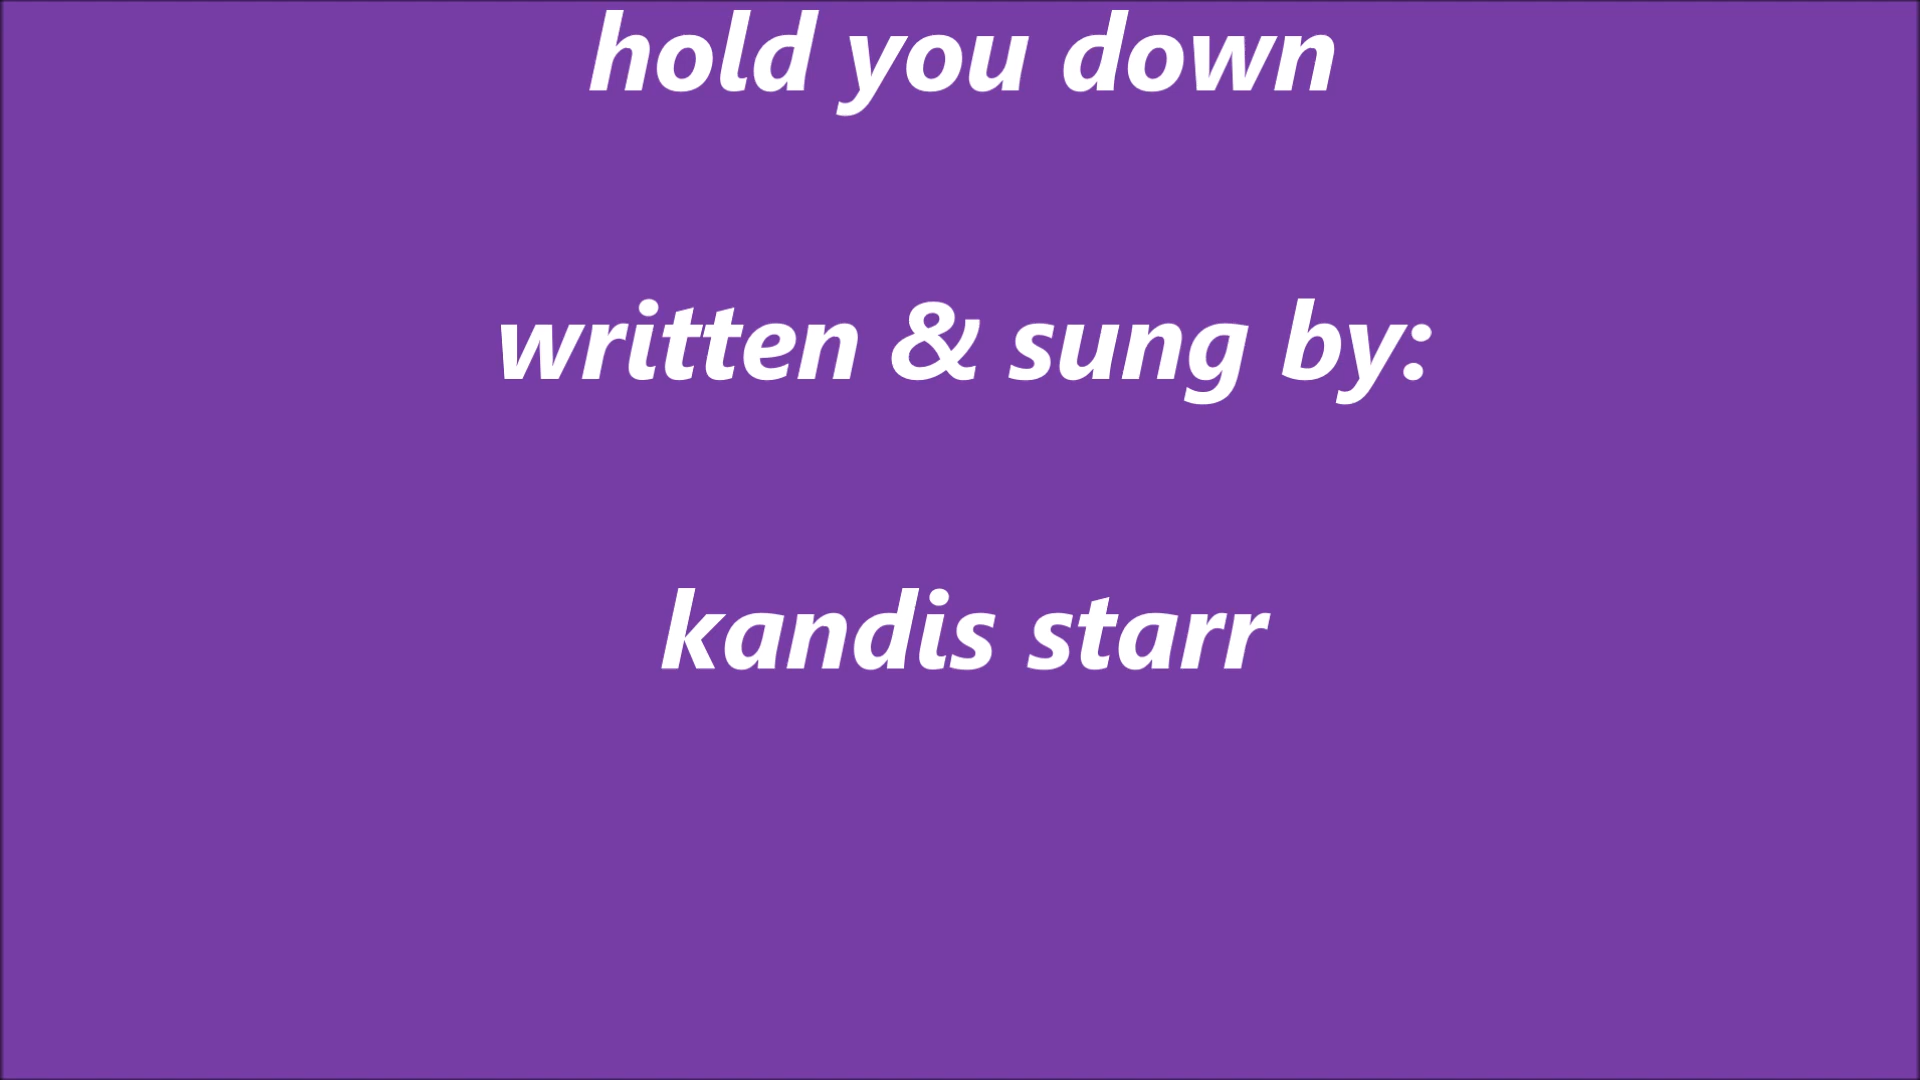 hold you down
written & sung by:
kandis starr